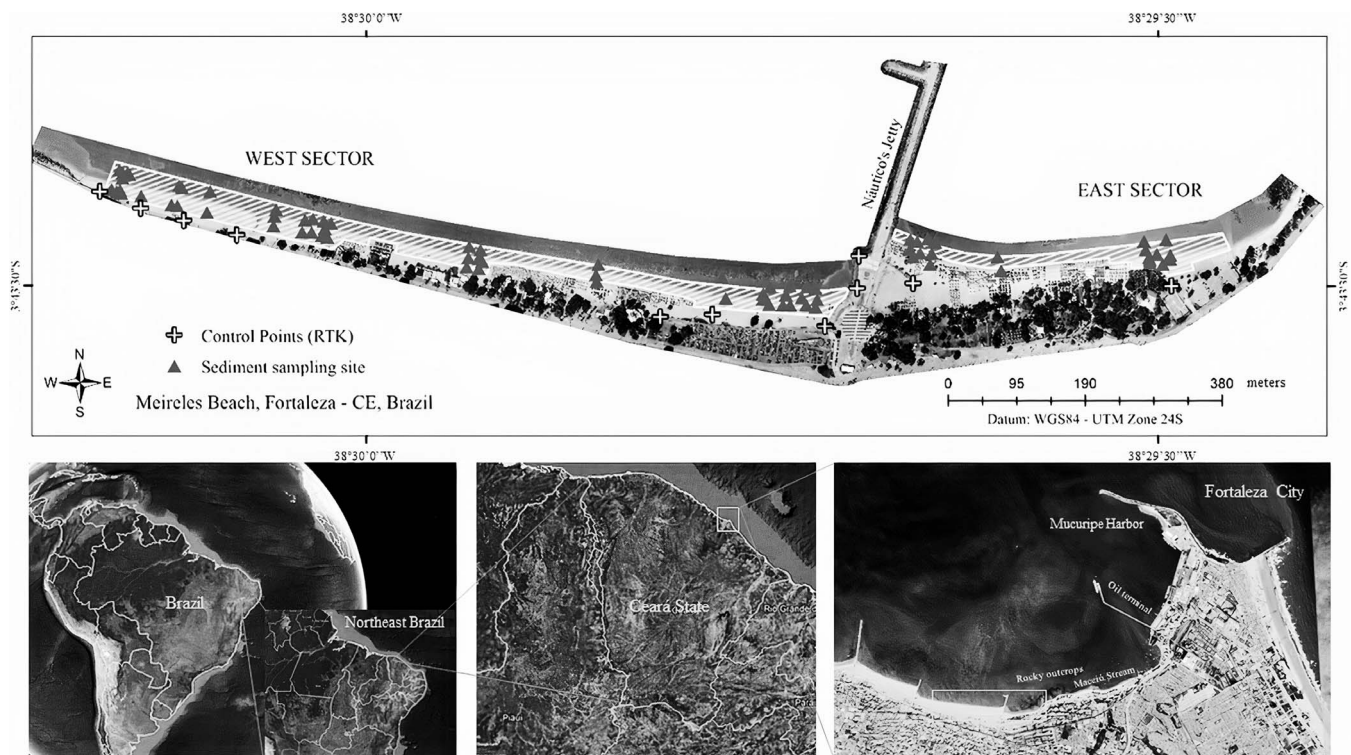 38°30'0"W
38°29'30"W
WEST SECTOR
Náutico's Jetty
EAST SECTOR
3°43'30"S
3°43'30"S
Control Points (RTK)
Sediment sampling site
N
W
E
S
Meireles Beach, Fortaleza - CE, Brazil
0 95 190 380 meters
Datum: WGS84 - UTM Zone 24S
38°30'0"W
38°29'30"W
Brazil
Northeast Brazil
Ceará State
Rio Grande
Piauí
Fortaleza City
Mucuripe Harbor
Oil terminal
Rocky outcrops
Maceió Stream